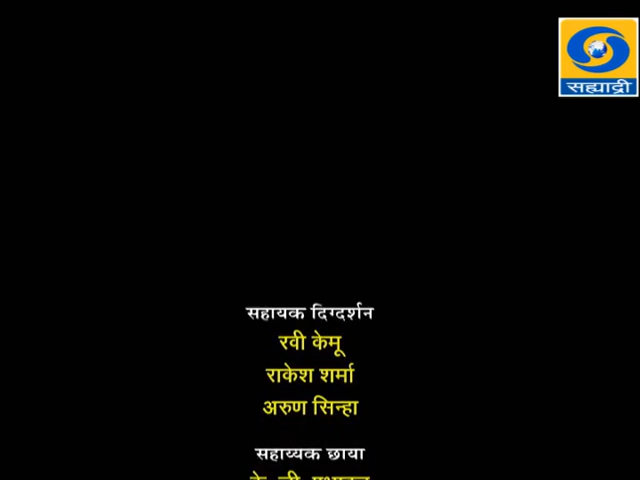 सह्याद्री
सहायक दिग्दर्शन
रवी केमू
राकेश शर्मा
अरुण सिन्हा
सहाय्यक छाया